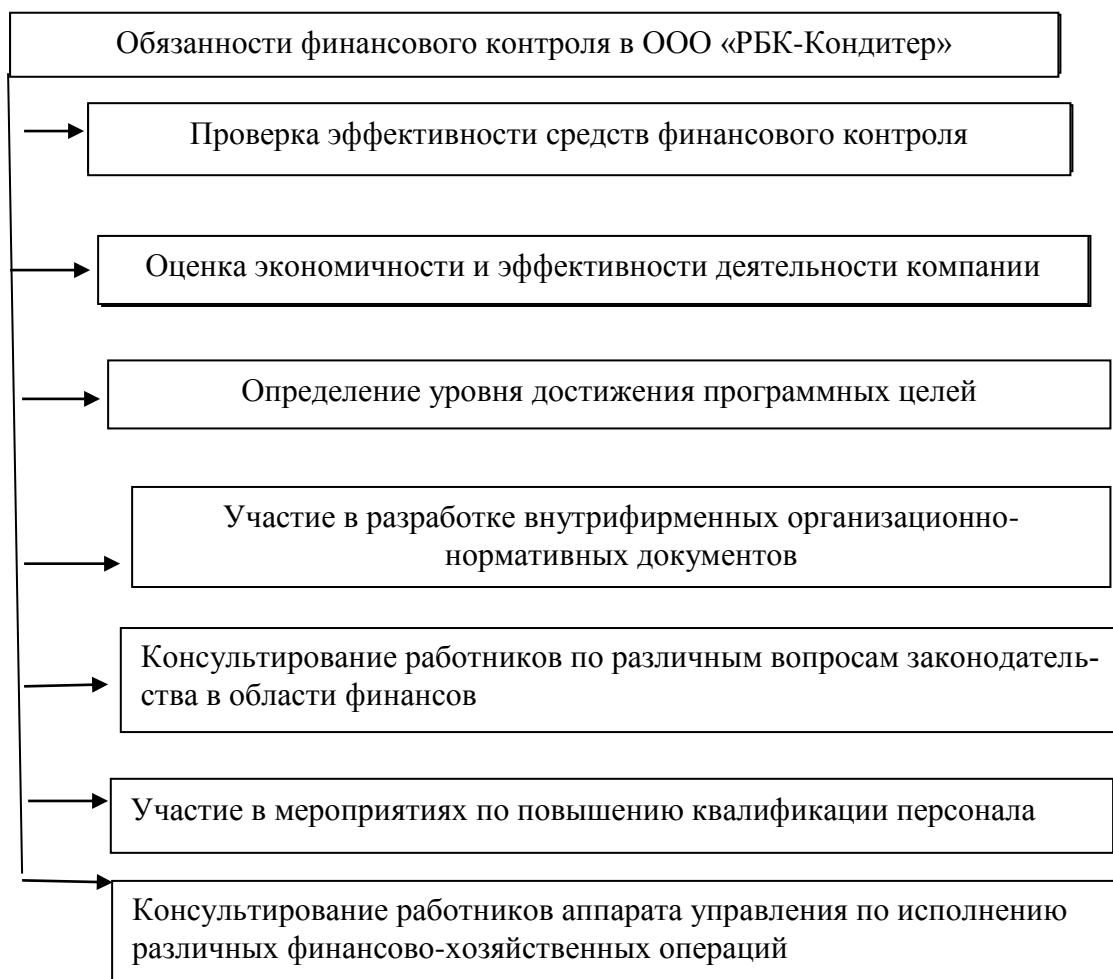 Обязанности финансового контроля в ООО «РБК-Кондитер»
Проверка эффективности средств финансового контроля
Оценка экономичности и эффективности деятельности компании
Определение уровня достижения программных целей
Участие в разработке внутрифирменных организационно-
нормативных документов
Консультирование работников по различным вопросам законодатель-
ства в области финансов
Участие в мероприятиях по повышению квалификации персонала
Консультирование работников аппарата управления по исполнению
различных финансово-хозяйственных операций